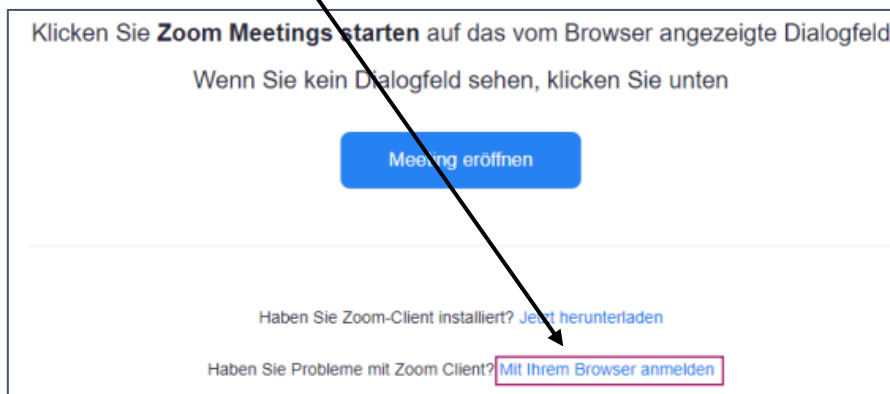 Klicken Sie Zoom Meetings starten auf das vom Browser angezeigte Dialogfeld
Wenn Sie kein Dialogfeld sehen, klicken Sie unten
Meeting eröffnen
Haben Sie Zoom-Client installiert? Jetzt herunterladen
Haben Sie Probleme mit Zoom Client? Mit Ihrem Browser anmelden